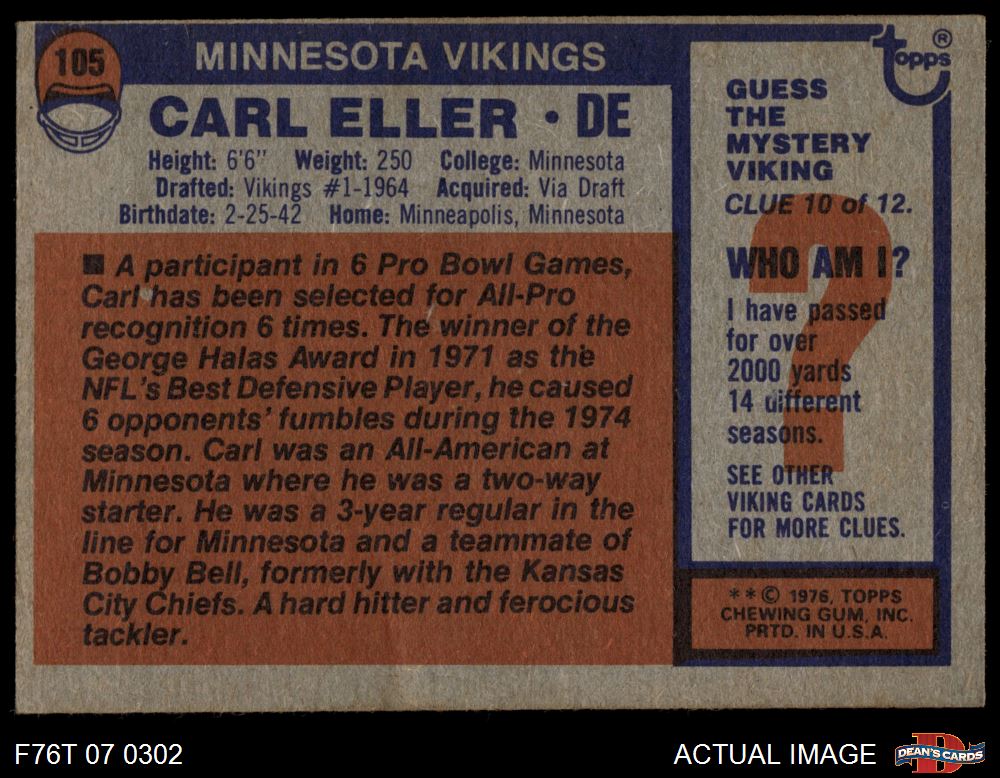 105
MINNESOTA VIKINGS
CARL ELLER • DE
Height: 6'6" Weight: 250 College: Minnesota
Drafted: Vikings #1-1964 Acquired: Via Draft
Birthdate: 2-25-42 Home: Minneapolis, Minnesota
■ A participant in 6 Pro Bowl Games,
Carl has been selected for All-Pro
recognition 6 times. The winner of the
George Halas Award in 1971 as the
NFL's Best Defensive Player, he caused
6 opponents' fumbles during the 1974
season. Carl was an All-American at
Minnesota where he was a two-way
starter. He was a 3-year regular in the
line for Minnesota and a teammate of
Bobby Bell, formerly with the Kansas
City Chiefs. A hard hitter and ferocious
tackler.
topps ®
GUESS
THE
MYSTERY
VIKING
CLUE 10 of 12.
?
WHO AM I?
I have passed
for over
2000 yards
14 different
seasons.
SEE OTHER
VIKING CARDS
FOR MORE CLUES.
**© 1976, TOPPS
CHEWING GUM, INC.
PRTD. IN U.S.A.
F76T 07 0302
ACTUAL IMAGE
D
DEAN'S CARDS